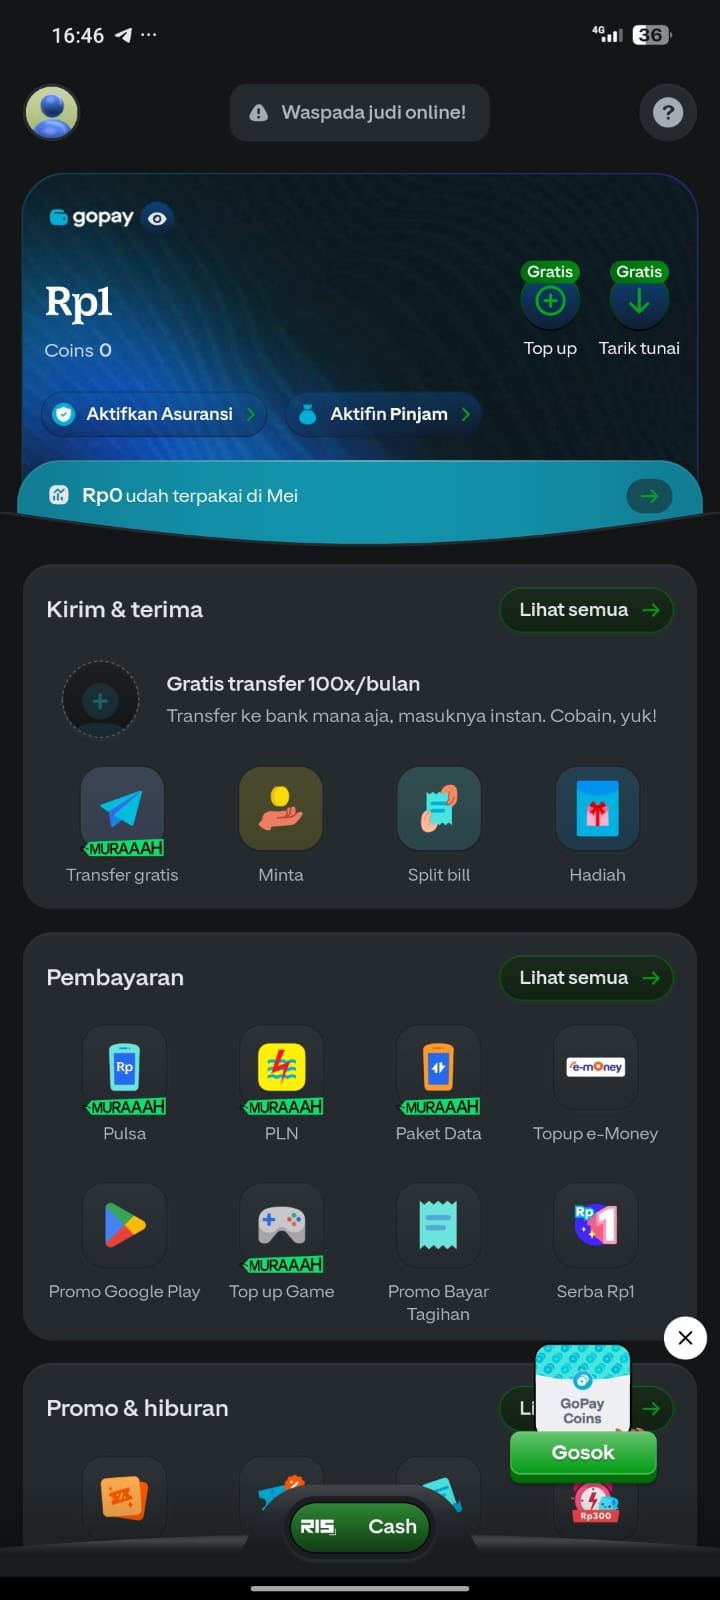 16:46
4G
36
Waspada judi online!
?
gopay
Rp1
Coins 0
Gratis
Gratis
Top up
Tarik tunai
Aktifkan Asuransi
Aktifin Pinjam
Rp0 udah terpakai di Mei
Kirim & terima
Lihat semua
Gratis transfer 100x/bulan
Transfer ke bank mana aja, masuknya instan. Cobain, yuk!
MURAAAH
Transfer gratis
Minta
Split bill
Hadiah
Pembayaran
Lihat semua
Rp
MURAAAH
MURAAAH
MURAAAH
e-money
Pulsa
PLN
Paket Data
Topup e-Money
MURAAAH
Rp 1
Promo Google Play
Top up Game
Promo Bayar
Tagihan
Serba Rp1
Promo & hiburan
Li
GoPay
Coins
Gosok
Rp300
Cash